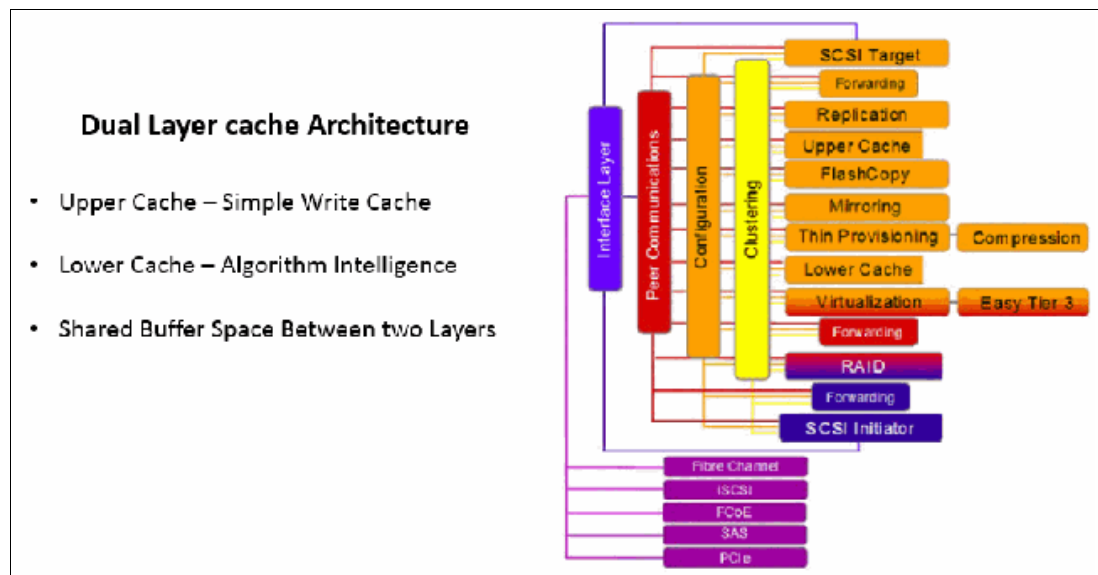 Dual Layer cache Architecture
• Upper Cache – Simple Write Cache
• Lower Cache – Algorithm Intelligence
• Shared Buffer Space Between two Layers
Interface Layer
Peer Communications
Configuration
Clustering
SCSI Target
Forwarding
Replication
Upper Cache
FlashCopy
Mirroring
Thin Provisioning
Compression
Lower Cache
Virtualization
Easy Tier 3
Forwarding
RAID
Forwarding
SCSI Initiator
Fibre Channel
iSCSI
FCoE
SAS
PCIe